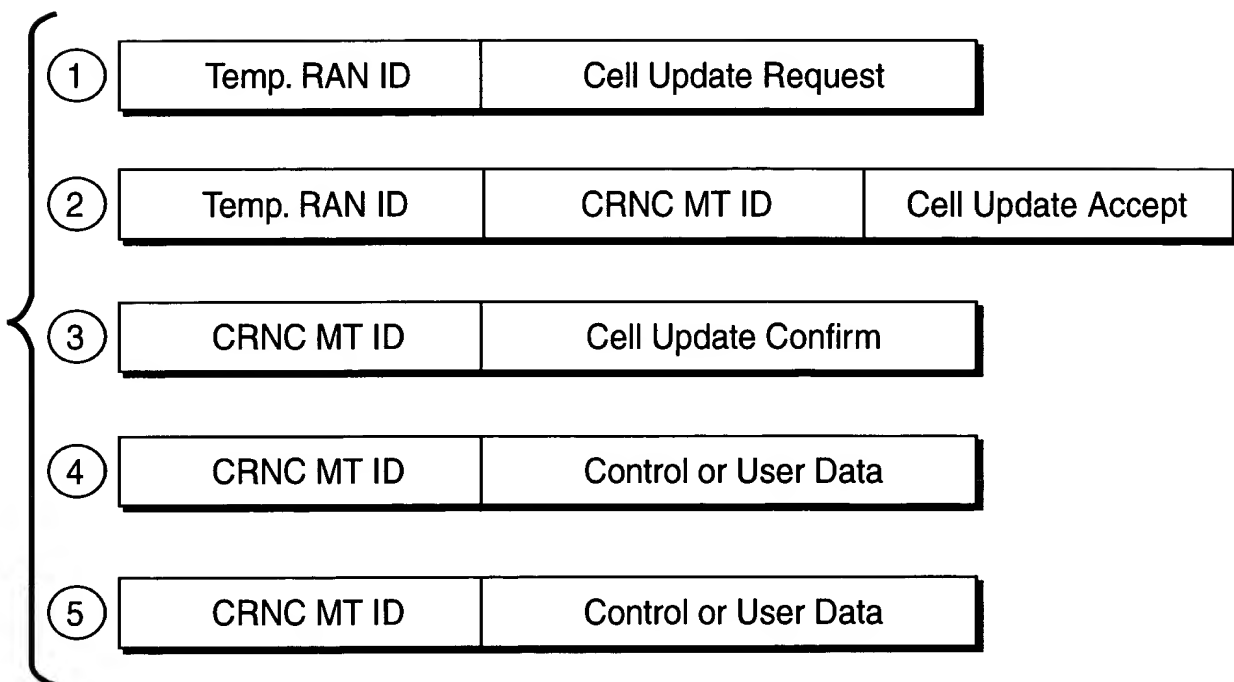 1 Temp. RAN ID Cell Update Request
2 Temp. RAN ID CRNC MT ID Cell Update Accept
3 CRNC MT ID Cell Update Confirm
4 CRNC MT ID Control or User Data
5 CRNC MT ID Control or User Data